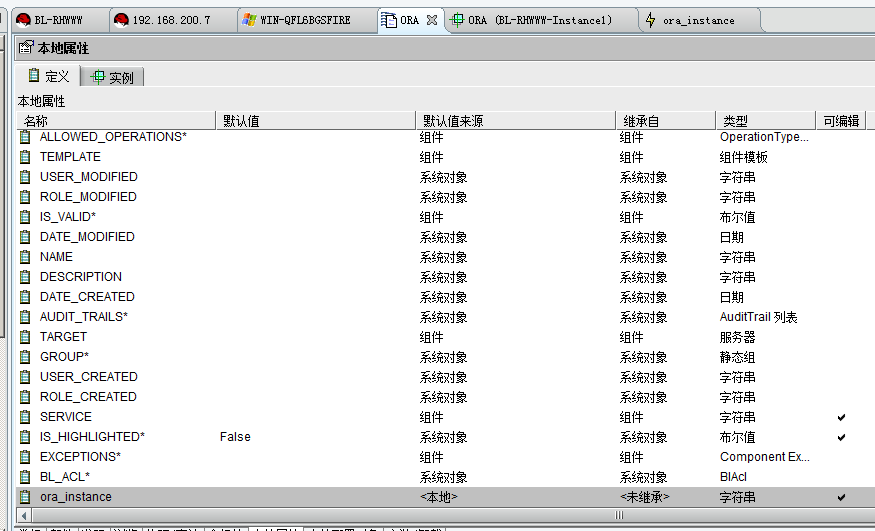 BL-RHWWW 192.168.200.7 WIN-QFL6BGSFIRE ORA ORA (BL-RHWWW-Instance1) ora_instance
本地属性
定义 实例
本地属性
名称 默认值 默认值来源 继承自 类型 可编辑
ALLOWED_OPERATIONS* 组件 组件 OperationType...
TEMPLATE 组件 组件 组件模板
USER_MODIFIED 系统对象 系统对象 字符串
ROLE_MODIFIED 系统对象 系统对象 字符串
IS_VALID* 组件 组件 布尔值
DATE_MODIFIED 系统对象 系统对象 日期
NAME 系统对象 系统对象 字符串
DESCRIPTION 系统对象 系统对象 字符串
DATE_CREATED 系统对象 系统对象 日期
AUDIT_TRAILS* 系统对象 系统对象 AuditTrail 列表
TARGET 组件 组件 服务器
GROUP* 系统对象 系统对象 静态组
USER_CREATED 系统对象 系统对象 字符串
ROLE_CREATED 系统对象 系统对象 字符串
SERVICE 组件 组件 字符串
IS_HIGHLIGHTED* False 系统对象 系统对象 布尔值
EXCEPTIONS* 组件 组件 Component Ex...
BL_ACL* 系统对象 系统对象 BlAcl
ora_instance <本地> <未继承> 字符串